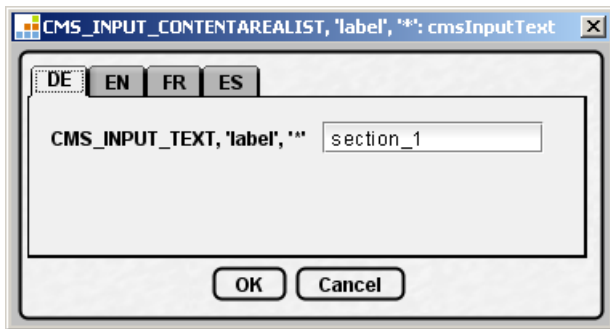 CMS_INPUT_CONTENTAREALIST, 'label', '*': cmsInputText
DE EN FR ES
CMS_INPUT_TEXT, 'label', '*' section_1
OK Cancel